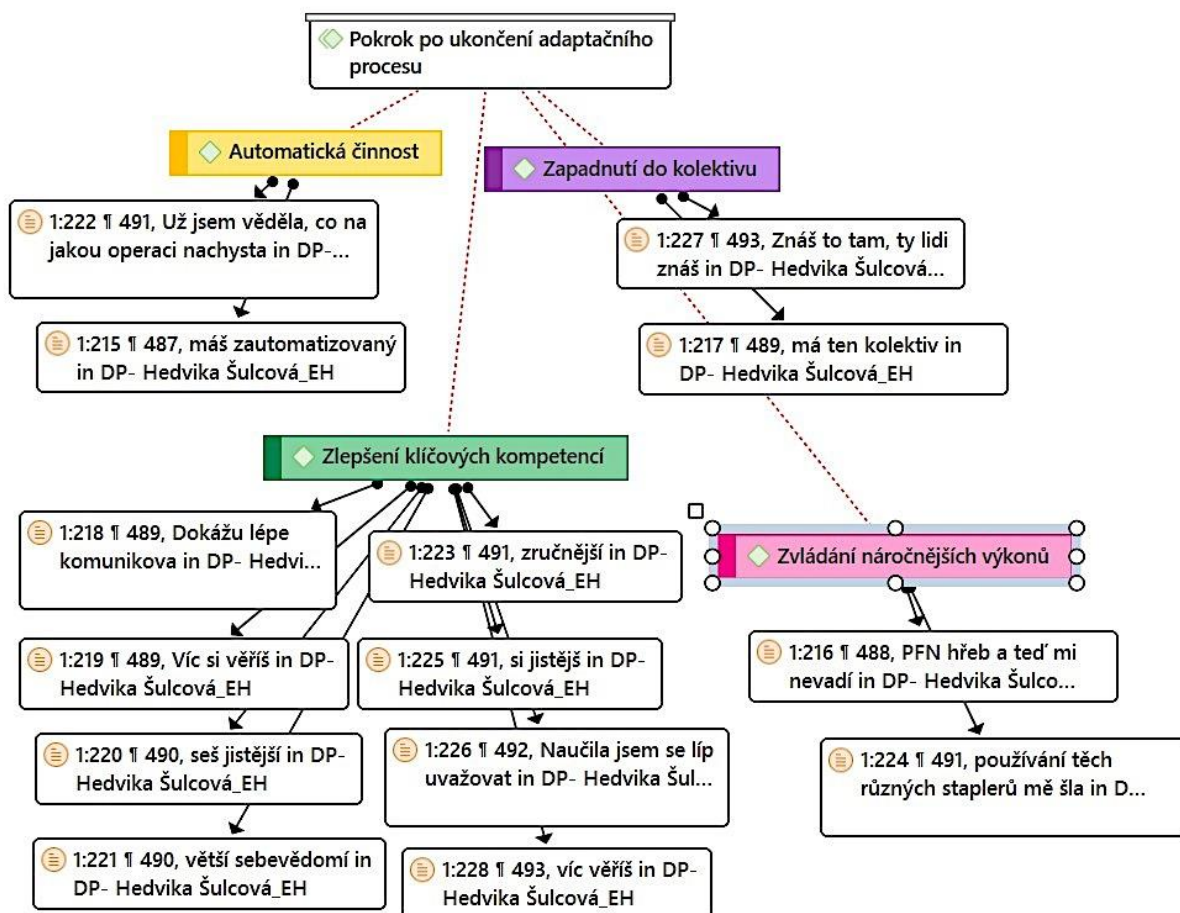 Pokrok po ukončení adaptačního
procesu
Automatická činnost
Zapadnutí do kolektivu
1:222 ¶ 491, Už jsem věděla, co na
jakou operaci nachysta in DP-...
1:227 ¶ 493, Znáš to tam, ty lidi
znáš in DP- Hedvika Šulcová...
1:215 ¶ 487, máš zautomatizovaný
in DP- Hedvika Šulcová_EH
1:217 ¶ 489, má ten kolektiv in
DP- Hedvika Šulcová_EH
Zlepšení klíčových kompetencí
1:218 ¶ 489, Dokážu lépe
komunikova in DP- Hedvi...
1:223 ¶ 491, zručnější in DP-
Hedvika Šulcová_EH
Zvládání náročnějších výkonů
1:219 ¶ 489, Víc si věříš in DP-
Hedvika Šulcová_EH
1:225 ¶ 491, si jistějš in DP-
Hedvika Šulcová_EH
1:216 ¶ 488, PFN hřeb a teď mi
nevadí in DP- Hedvika Šulco...
1:220 ¶ 490, seš jistější in DP-
Hedvika Šulcová_EH
1:226 ¶ 492, Naučila jsem se líp
uvažovat in DP- Hedvika Šul...
1:224 ¶ 491, používání těch
různých staplerů mě šla in D...
1:221 ¶ 490, větší sebevědomí in
DP- Hedvika Šulcová_EH
1:228 ¶ 493, víc věříš in DP-
Hedvika Šulcová_EH